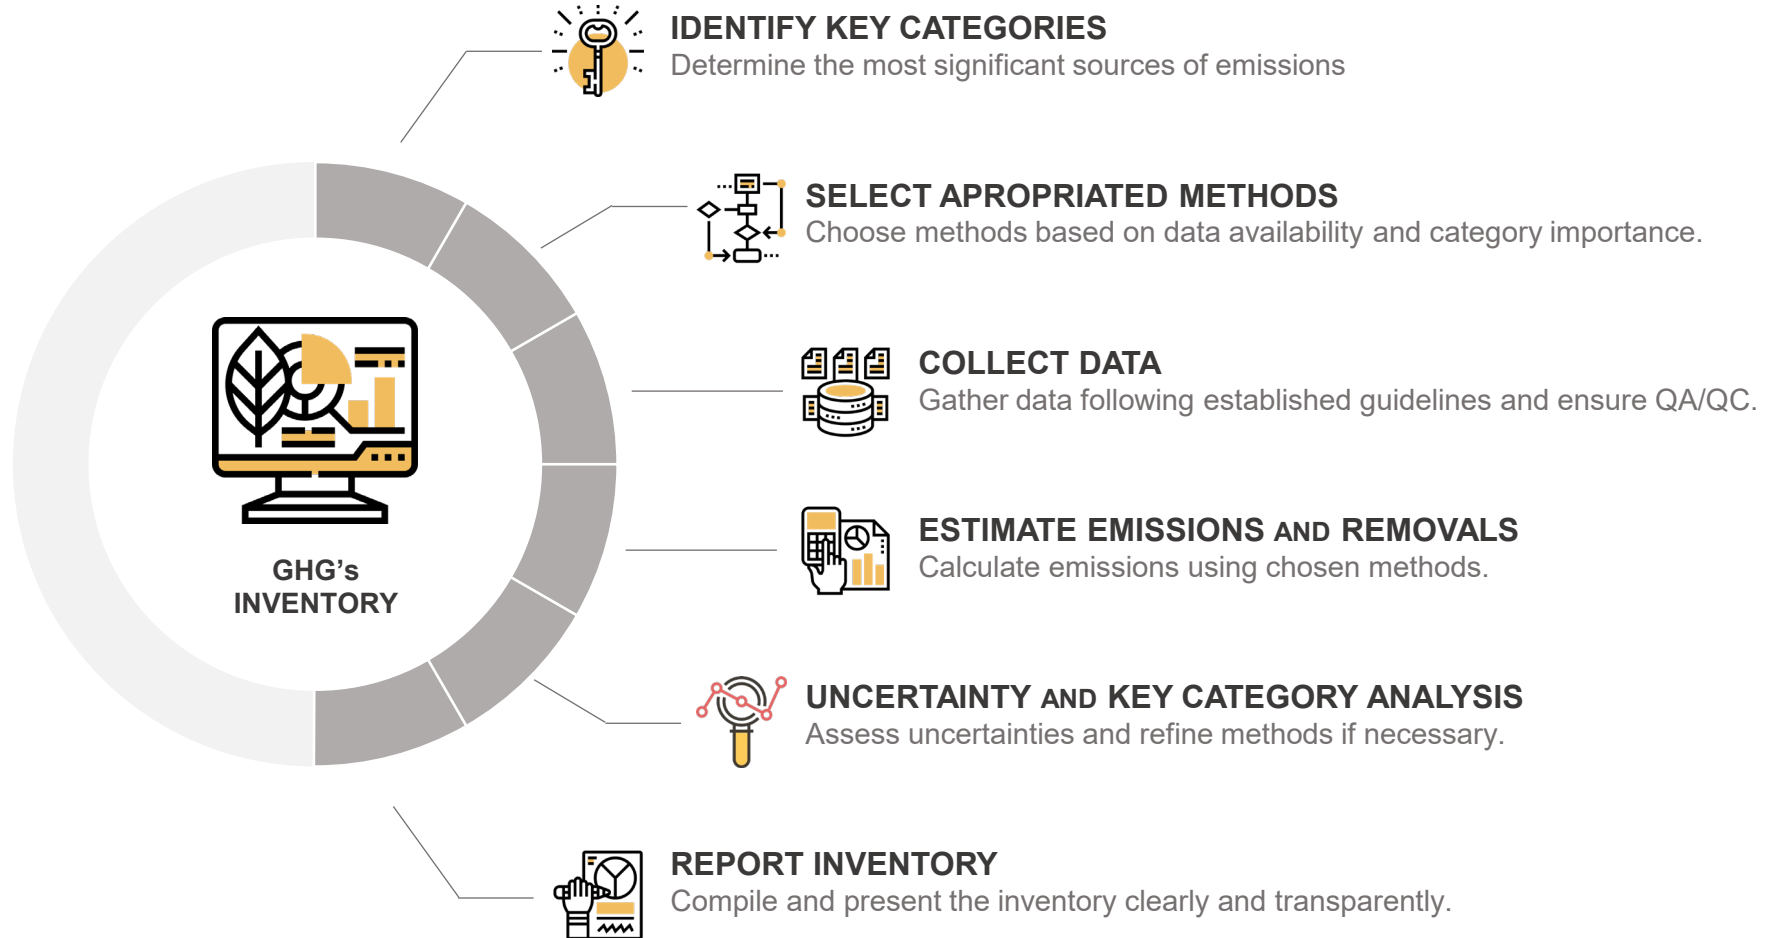 IDENTIFY KEY CATEGORIES
Determine the most significant sources of emissions
SELECT APROPRIATED METHODS
Choose methods based on data availability and category importance.
COLLECT DATA
Gather data following established guidelines and ensure QA/QC.
GHG’s
INVENTORY
ESTIMATE EMISSIONS AND REMOVALS
Calculate emissions using chosen methods.
UNCERTAINTY AND KEY CATEGORY ANALYSIS
Assess uncertainties and refine methods if necessary.
REPORT INVENTORY
Compile and present the inventory clearly and transparently.